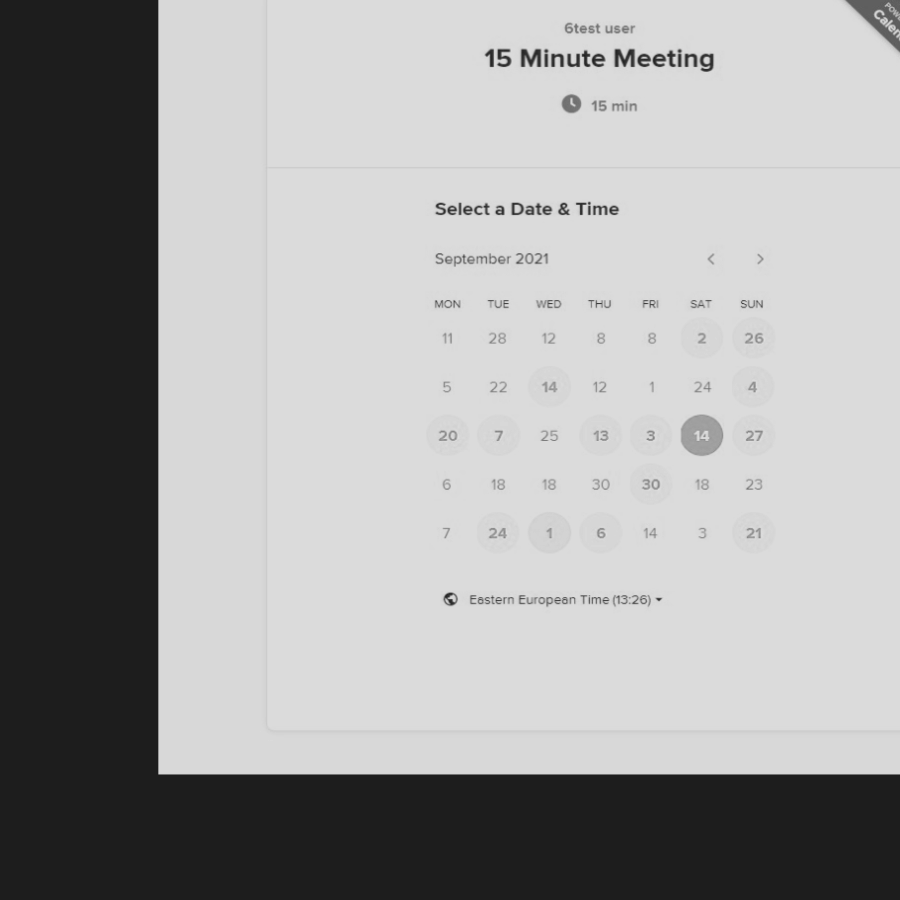 6test user
15 Minute Meeting
15 min
Select a Date & Time
September 2021
MON TUE WED THU FRI SAT SUN
11 28 12 8 8 2 26
5 22 14 12 1 24 4
20 7 25 13 3 14 27
6 18 18 30 30 18 23
7 24 1 6 14 3 21
Eastern European Time (13:26)